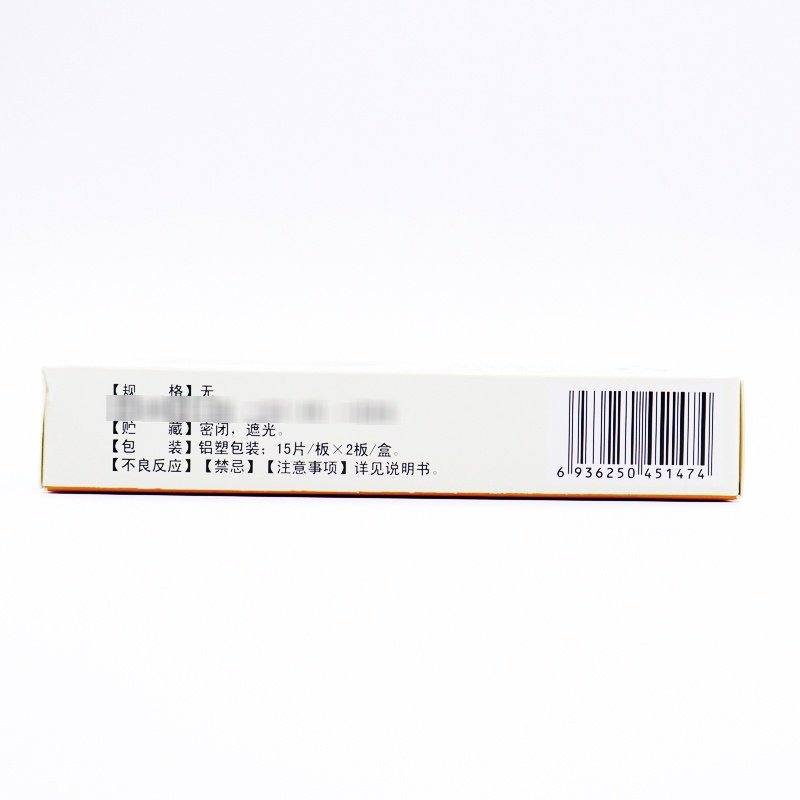 【规 格】无
【贮 藏】密闭，遮光。
【包 装】铝塑包装：15片/板×2板/盒。
【不良反应】【禁忌】【注意事项】详见说明书。
6 936250 451474